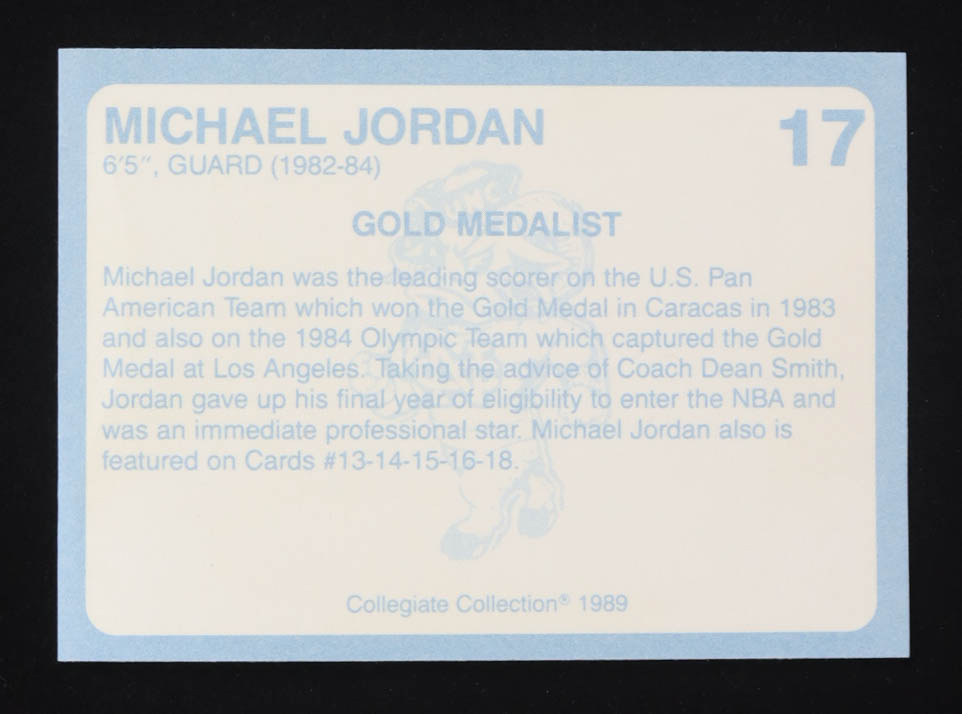 MICHAEL JORDAN
17
6'5", GUARD (1982-84)
GOLD MEDALIST
Michael Jordan was the leading scorer on the U.S. Pan
American Team which won the Gold Medal in Caracas in 1983
and also on the 1984 Olympic Team which captured the Gold
Medal at Los Angeles. Taking the advice of Coach Dean Smith,
Jordan gave up his final year of eligibility to enter the NBA and
was an immediate professional star. Michael Jordan also is
featured on Cards #13-14-15-16-18.
Collegiate Collection® 1989